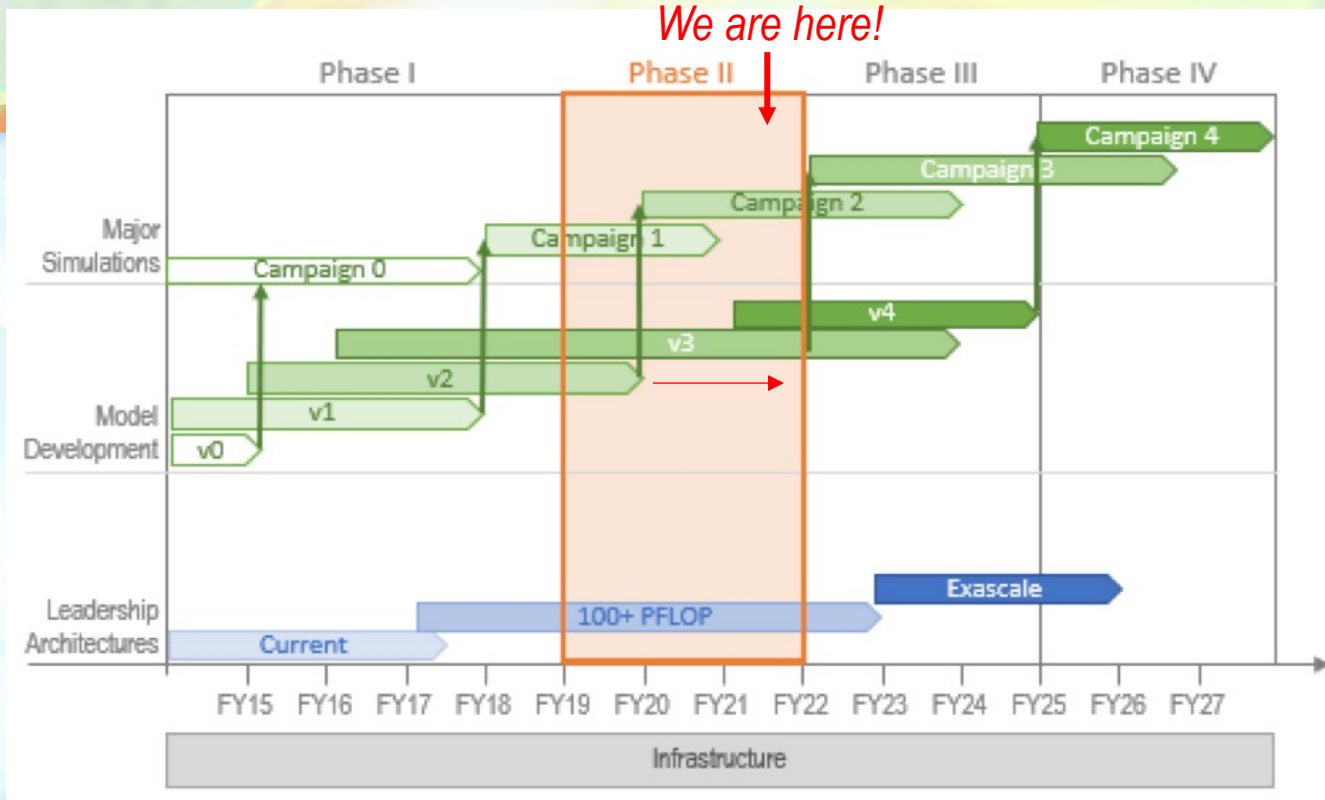 We are here!
Phase I Phase II Phase III Phase IV
Campaign 4
Campaign 3
Campaign 2
Major
Simulations
Campaign 1
Campaign 0
v4
v3
v2
v1
Model
Development
v0
Exascale
Leadership
Architectures
100+ PFLOP
Current
FY15 FY16 FY17 FY18 FY19 FY20 FY21 FY22 FY23 FY24 FY25 FY26 FY27
Infrastructure